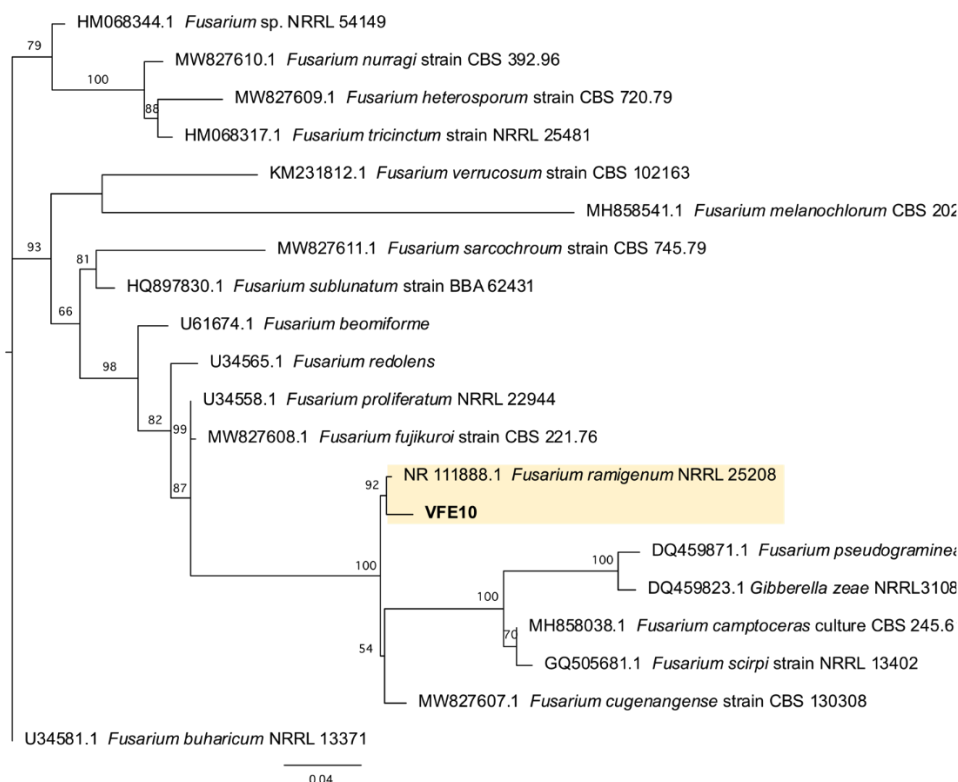 HM068344.1 Fusarium sp. NRRL 54149
79
MW827610.1 Fusarium nurragi strain CBS 392.96
100
MW827609.1 Fusarium heterosporum strain CBS 720.79
88
HM068317.1 Fusarium tricinctum strain NRRL 25481
KM231812.1 Fusarium verrucosum strain CBS 102163
MH858541.1 Fusarium melanochlorum CBS 202
93
MW827611.1 Fusarium sarcochroum strain CBS 745.79
81
HQ897830.1 Fusarium sublunatum strain BBA 62431
66
U61674.1 Fusarium beomiforme
98
U34565.1 Fusarium redolens
U34558.1 Fusarium proliferatum NRRL 22944
82
99
MW827608.1 Fusarium fujikuroi strain CBS 221.76
NR 111888.1 Fusarium ramigenum NRRL 25208
92
87
VFE10
DQ459871.1 Fusarium pseudograminea
100
100
DQ459823.1 Gibberella zeae NRRL3108
100
MH858038.1 Fusarium camptoceras culture CBS 245.6
70
54
GQ505681.1 Fusarium scirpi strain NRRL 13402
MW827607.1 Fusarium cugenangense strain CBS 130308
U34581.1 Fusarium buharicum NRRL 13371
0.04